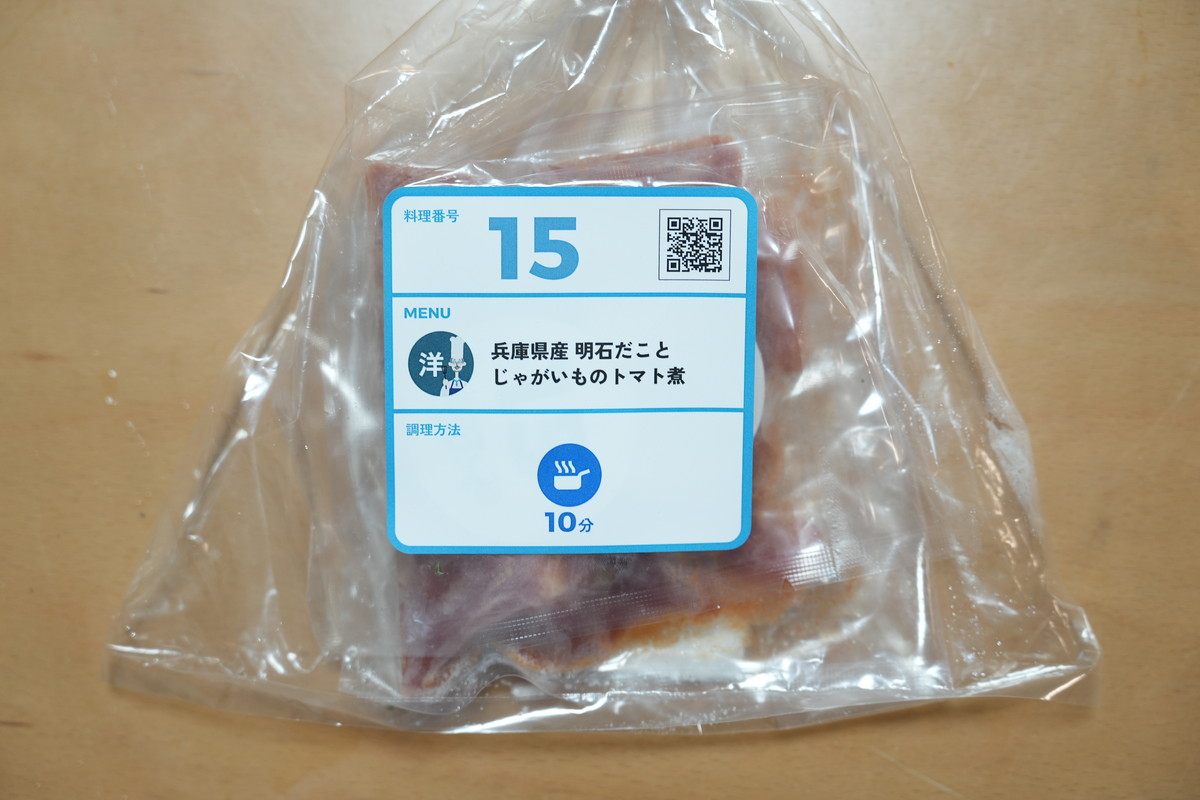 料理番号
15
MENU
洋
兵庫県産 明石だこと
じゃがいものトマト煮
調理方法
10分